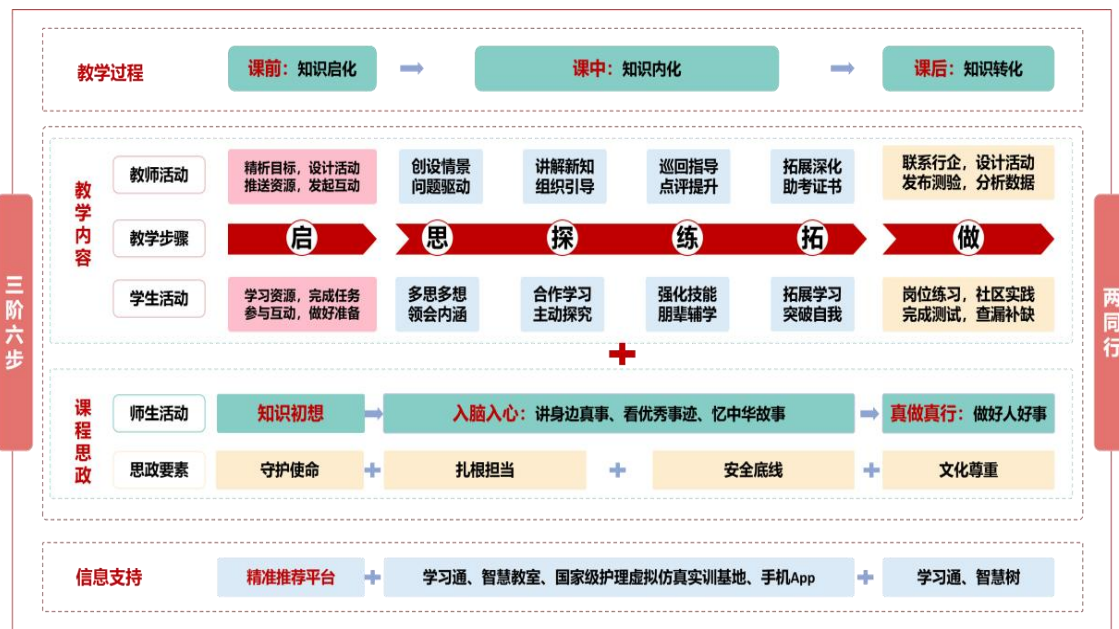 教学过程
课前：知识启化
课中：知识内化
课后：知识转化
三阶六步
两同行
教学内容
教师活动
精析目标，设计活动
推送资源，发起互动
创设情景
问题驱动
讲解新知
组织引导
巡回指导
点评提升
拓展深化
助考证书
联系行企，设计活动
发布测验，分析数据
教学步骤
启
思
探
练
拓
做
学生活动
学习资源，完成任务
参与互动，做好准备
多思多想
领会内涵
合作学习
主动探究
强化技能
朋辈辅学
拓展学习
突破自我
岗位练习，社区实践
完成测试，查漏补缺
课程思政
师生活动
知识初想
入脑入心：讲身边真事、看优秀事迹、忆中华故事
真做真行：做好人好事
思政要素
守护使命
扎根担当
安全底线
文化尊重
信息支持
精准推荐平台
学习通、智慧教室、国家级护理虚拟仿真实训基地、手机App
学习通、智慧树